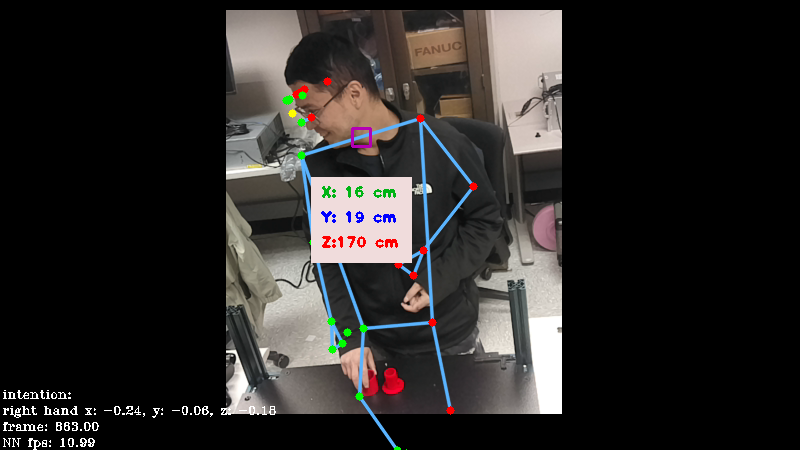 FANUC
X: 16 cm
Y: 19 cm
Z:170 cm
intention:
right hand x: -0.24, y: -0.06, z: -0.18
frame: 863.00
NN fps: 10.99